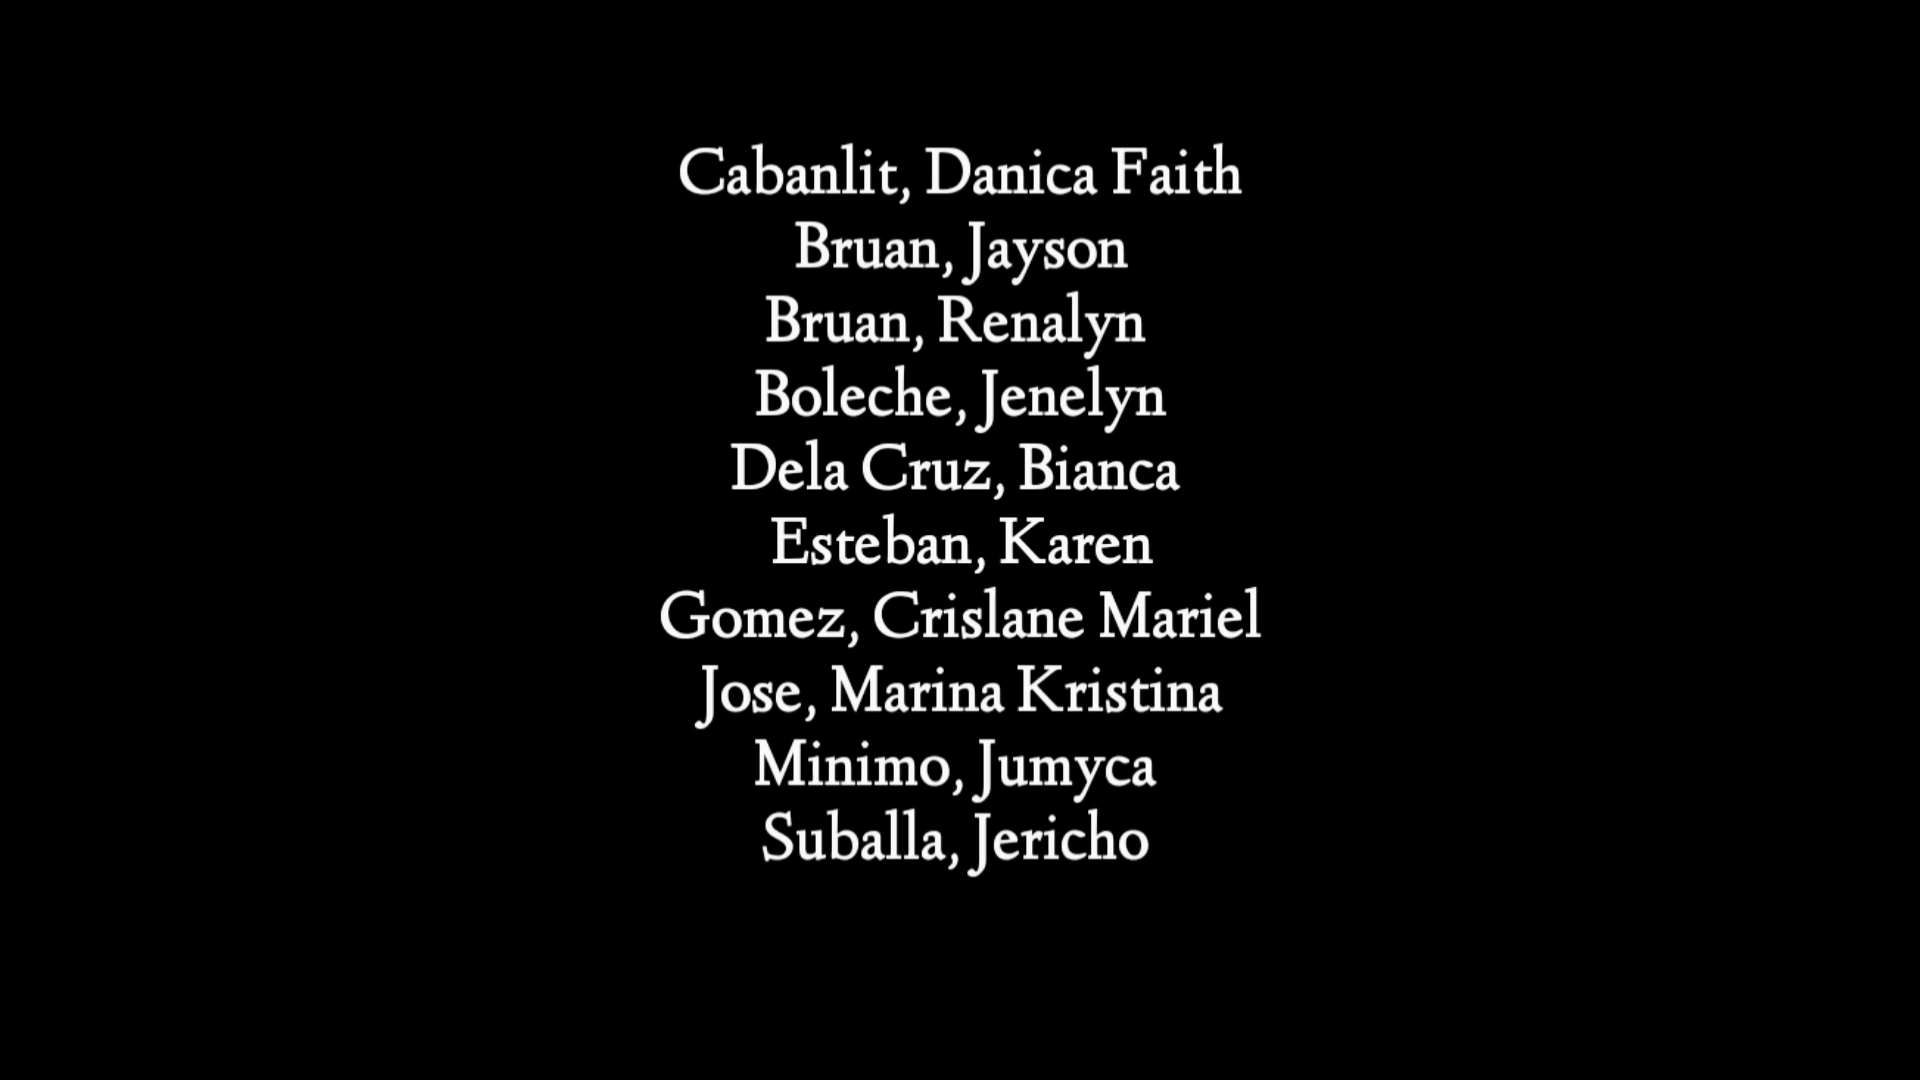 Cabanlit, Danica Faith
Bruan, Jayson
Bruan, Renalyn
Boleche, Jenelyn
Dela Cruz, Bianca
Esteban, Karen
Gomez, Crislane Mariel
Jose, Marina Kristina
Minimo, Jumyca
Suballa, Jericho